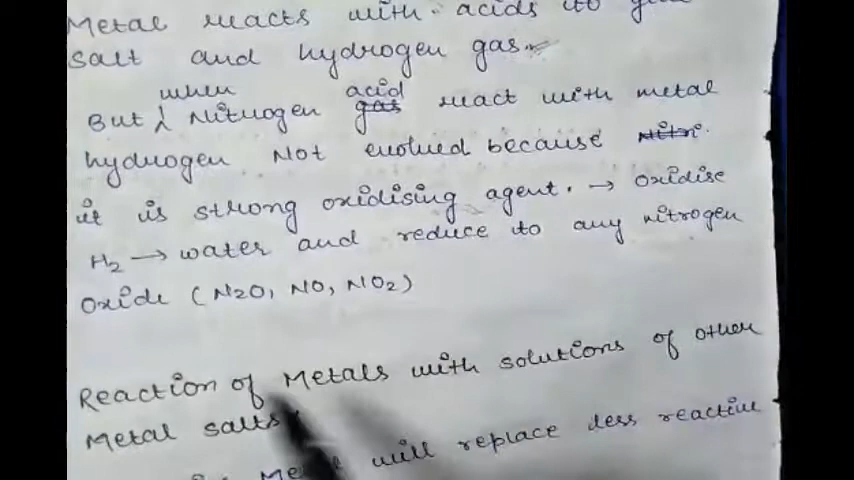 Metal reacts with acids to
salt and hydrogen gas.
when acid
But Nitrogen gas react with metal
hydrogen Not evolved because Nitri.
it is strong oxidising agent. → oxidise
H2 → water and reduce to any nitrogen
oxide (N2O, NO, NO2)
Reaction of Metals with solutions of other
Metal salts
will replace less reactive